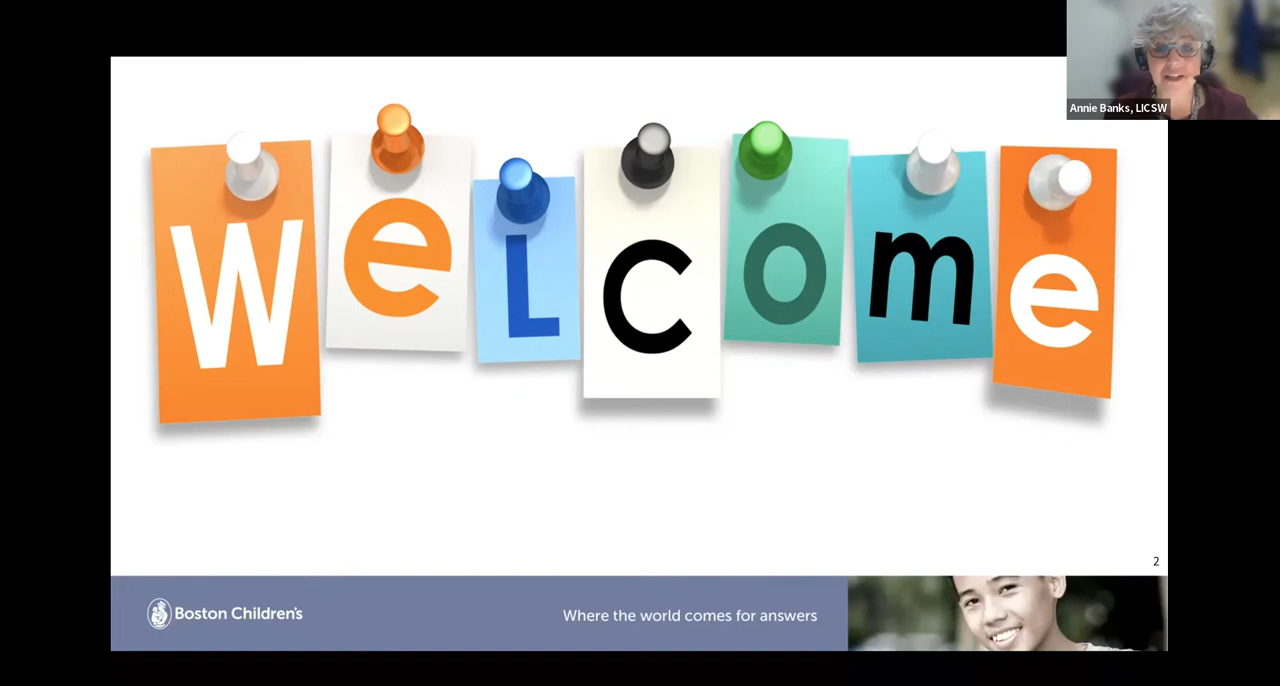 Annie Banks, LICSW
WeLcome
2
Boston Children's
Where the world comes for answers